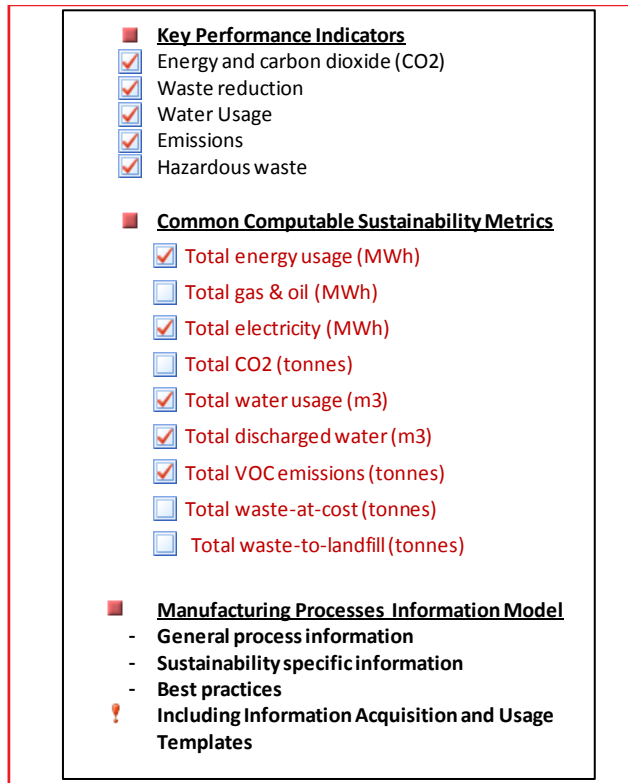 Key Performance Indicators
Energy and carbon dioxide (CO2)
Waste reduction
Water Usage
Emissions
Hazardous waste
Common Computable Sustainability Metrics
Total energy usage (MWh)
Total gas & oil (MWh)
Total electricity (MWh)
Total CO2 (tonnes)
Total water usage (m3)
Total discharged water (m3)
Total VOC emissions (tonnes)
Total waste-at-cost (tonnes)
Total waste-to-landfill (tonnes)
Manufacturing Processes Information Model
- General process information
- Sustainability specific information
- Best practices
Including Information Acquisition and Usage
Templates